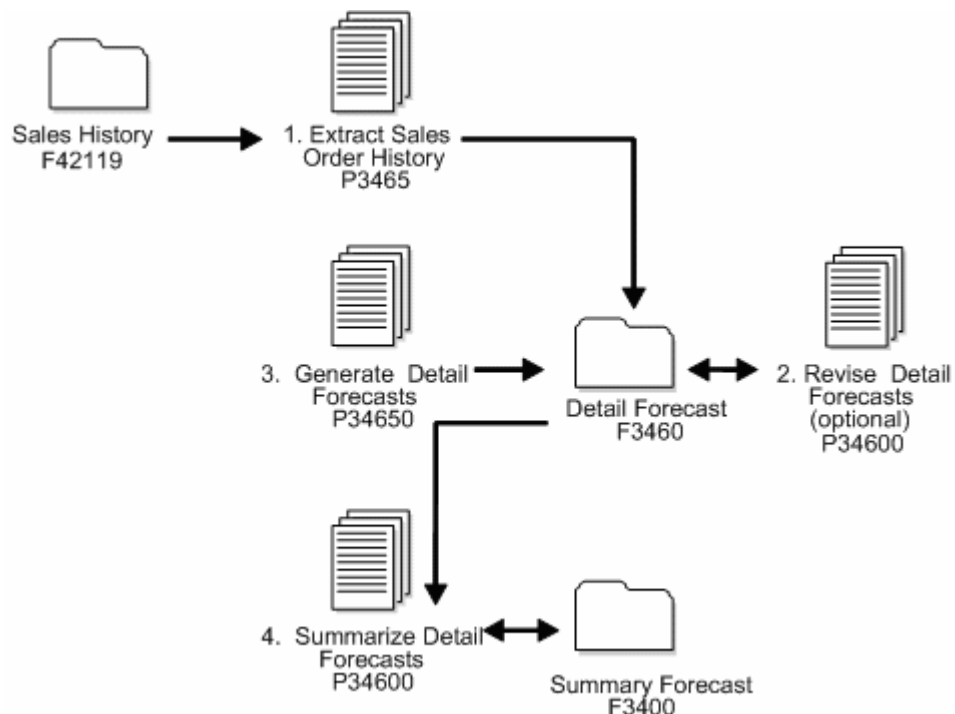 Sales History
F42119
1. Extract Sales
Order History
P3465
3. Generate Detail
Forecasts
P34650
Detail Forecast
F3460
2. Revise Detail
Forecasts
(optional)
P34600
4. Summarize Detail
Forecasts
P34600
Summary Forecast
F3400